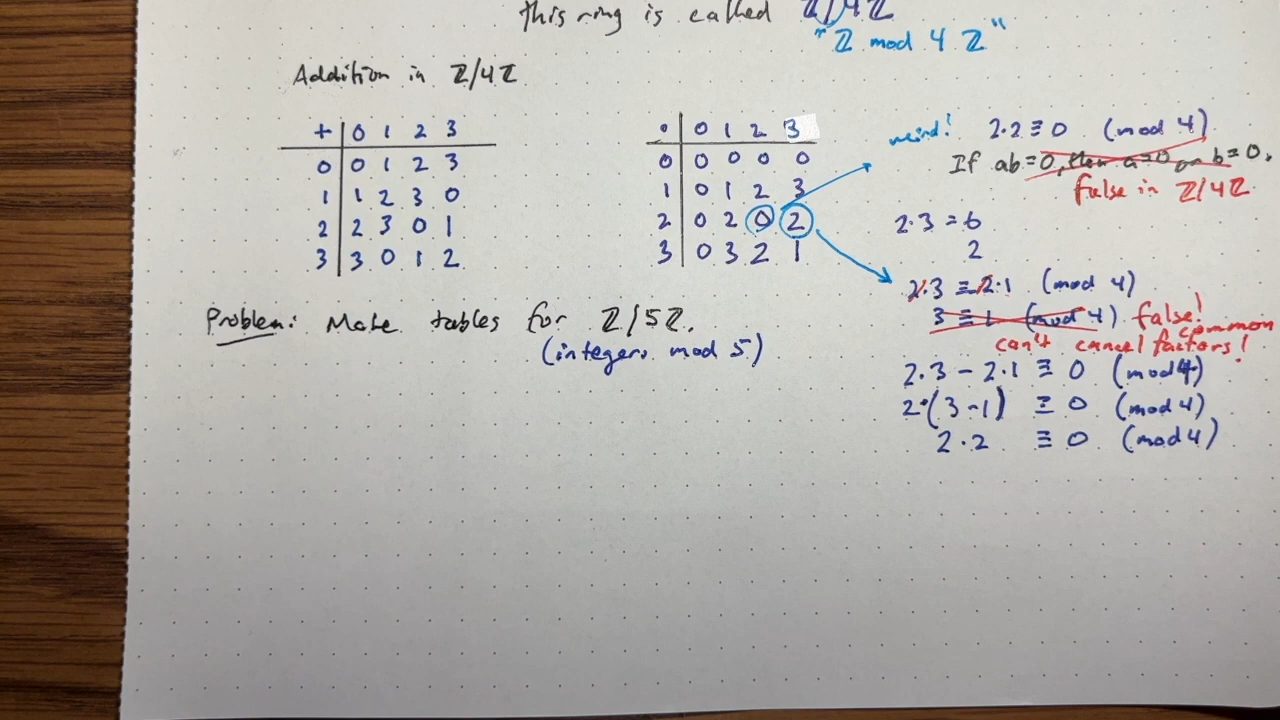 this ring is called ℤ/4ℤ
"ℤ mod 4 ℤ"
Addition in ℤ/4ℤ
+ 0 1 2 3
0 0 1 2 3
1 1 2 3 0
2 2 3 0 1
3 3 0 1 2
· 0 1 2 3
0 0 0 0 0
1 0 1 2 3
2 0 2 0 2
3 0 3 2 1
weird! 2·2 ≡ 0 (mod 4)
If ab=0, then a=0 or b=0.
false in ℤ/4ℤ
2·3 = 6
2
2·3 ≡ 2·1 (mod 4)
3 ≡ 1 (mod 4) false!
can't cancel common factors!
2·3 − 2·1 ≡ 0 (mod 4)
2·(3−1) ≡ 0 (mod 4)
2·2 ≡ 0 (mod 4)
Problem: Make tables for ℤ/5ℤ.
(integers mod 5)